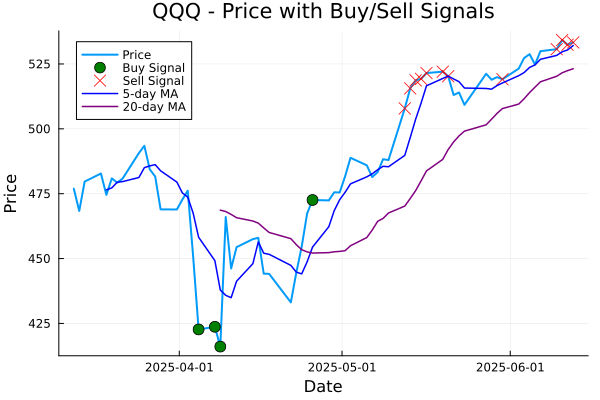 QQQ - Price with Buy/Sell Signals
Price
Buy Signal
Sell Signal
5-day MA
20-day MA
525
500
475
450
425
Price
2025-04-01
2025-05-01
2025-06-01
Date